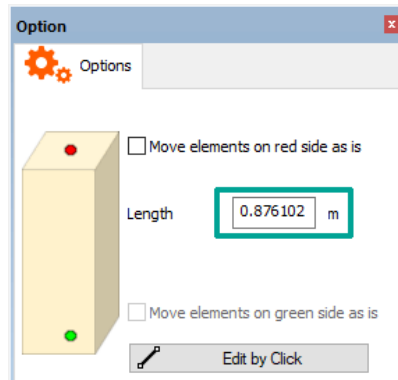 Option
x
Options
Move elements on red side as is
Length 0.876102 m
Move elements on green side as is
Edit by Click